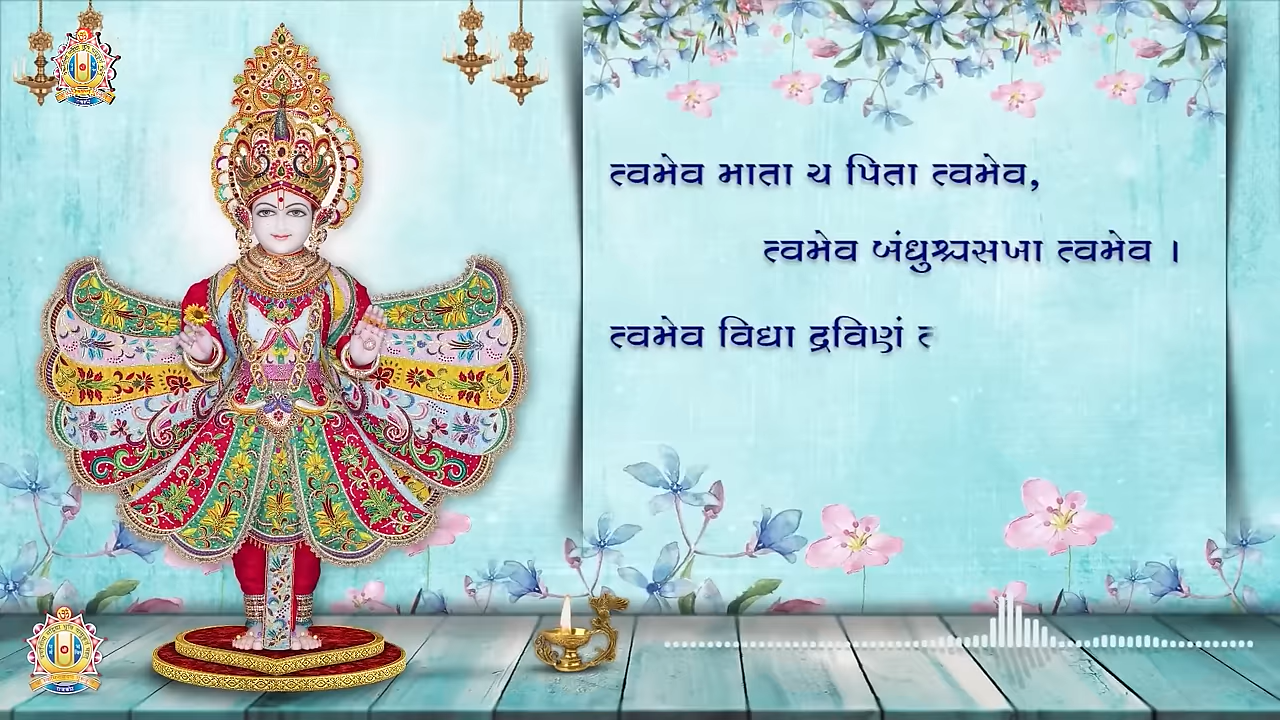 ત્વમેવ માતા ચ પિતા ત્વમેવ,
ત્વમેવ બંધુશ્ચસખા ત્વમેવ ।
ત્વમેવ વિદ્યા દ્રવિણં